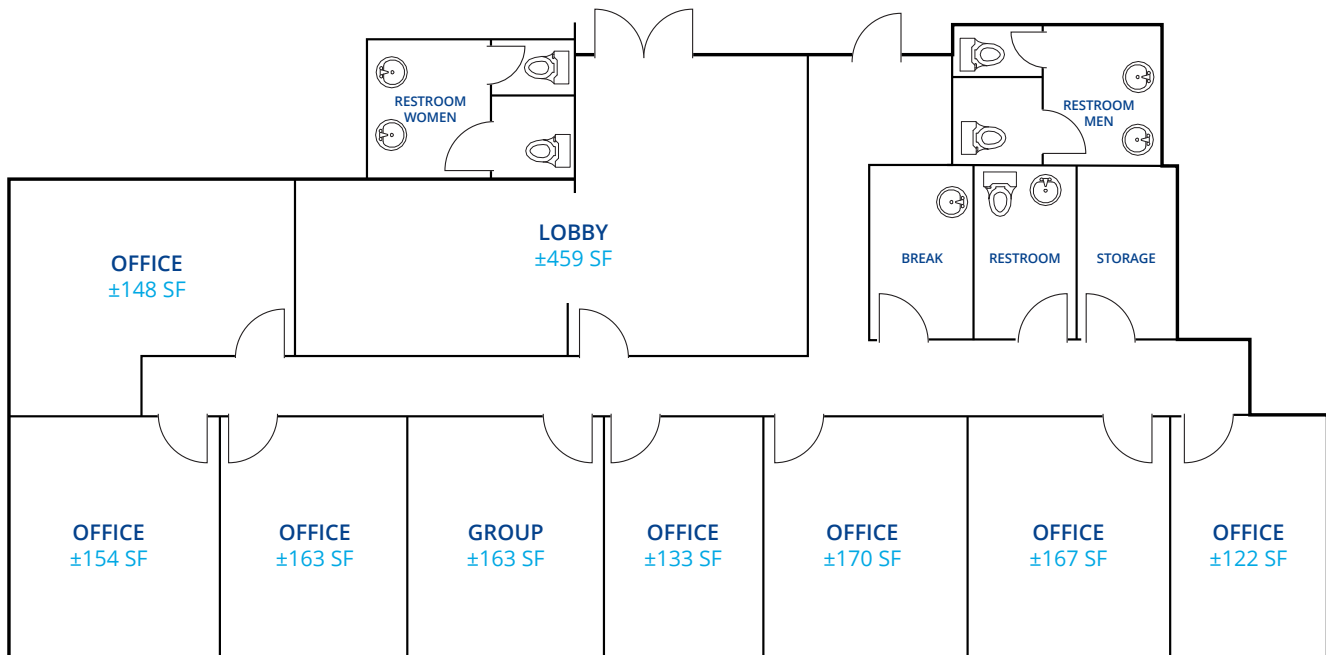 RESTROOM
WOMEN
RESTROOM
MEN
LOBBY
±459 SF
OFFICE
±148 SF
BREAK
RESTROOM
STORAGE
OFFICE
±154 SF
OFFICE
±163 SF
GROUP
±163 SF
OFFICE
±133 SF
OFFICE
±170 SF
OFFICE
±167 SF
OFFICE
±122 SF